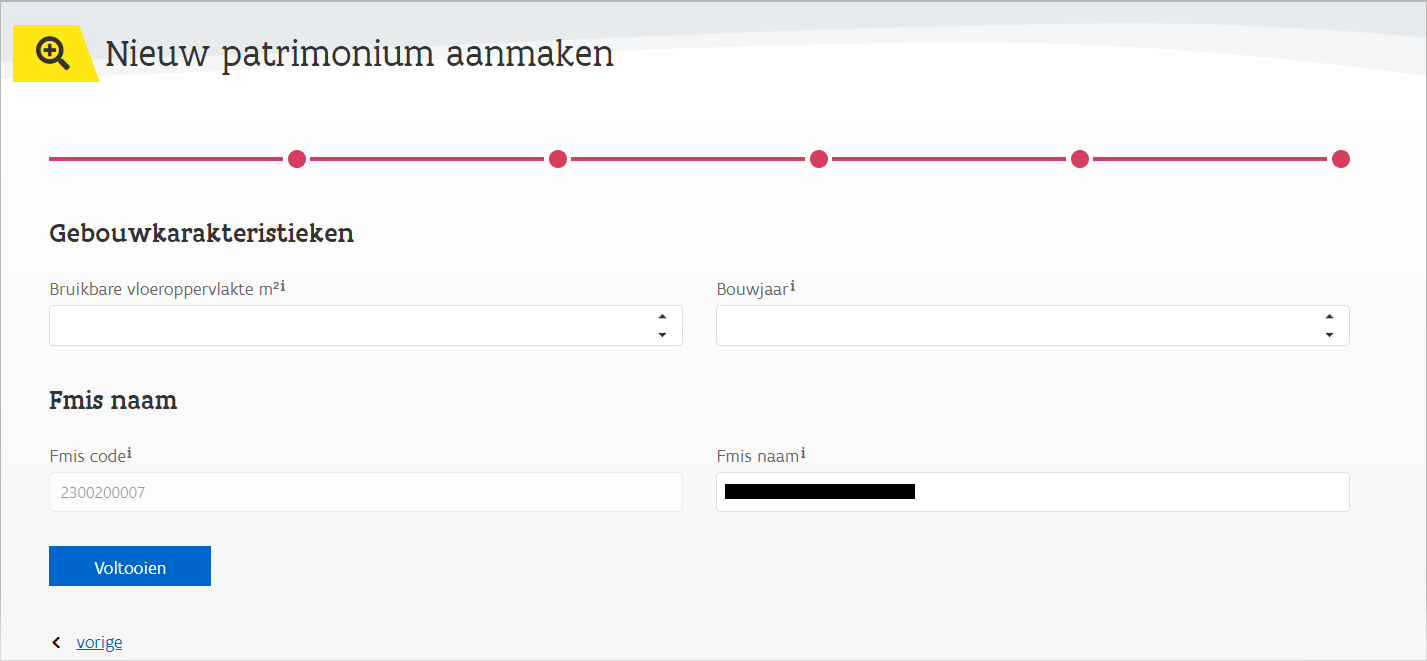 Nieuw patrimonium aanmaken
Gebouwkarakteristieken
Bruikbare vloeroppervlakte m²i
Bouwjaari
Fmis naam
Fmis codei
Fmis naami
2300200007
Voltooien
vorige